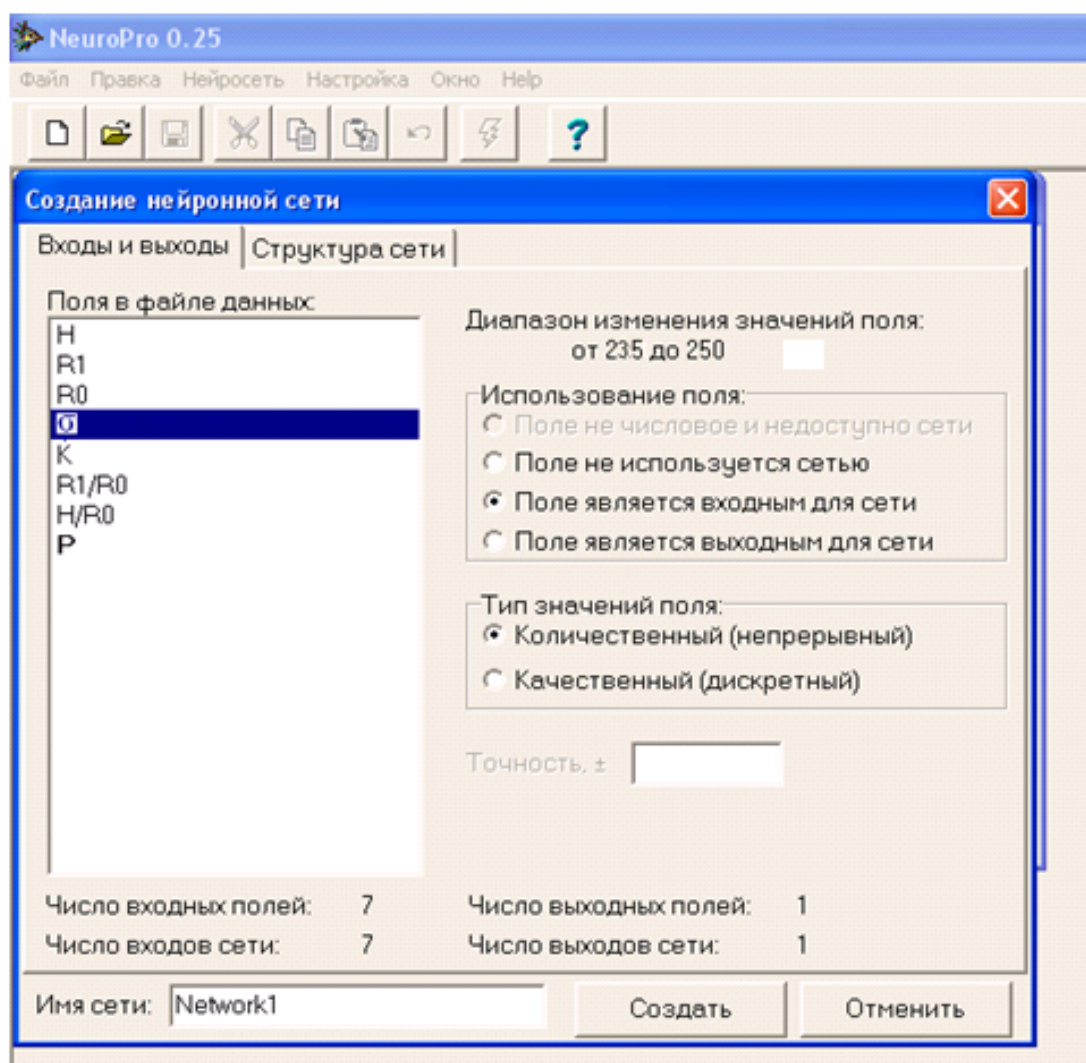 NeuroPro 0.25
Файл Правка Нейросеть Настройка Окно Help
?
Создание нейронной сети
Входы и выходы Структура сети
Поля в файле данных:
H
R1
R0
σ
K
R1/R0
H/R0
P
Диапазон изменения значений поля:
от 235 до 250
Использование поля:
Поле не числовое и недоступно сети
Поле не используется сетью
Поле является входным для сети
Поле является выходным для сети
Тип значений поля:
Количественный (непрерывный)
Качественный (дискретный)
Точность, ±
Число входных полей: 7 Число выходных полей: 1
Число входов сети: 7 Число выходов сети: 1
Имя сети: Network1 Создать Отменить